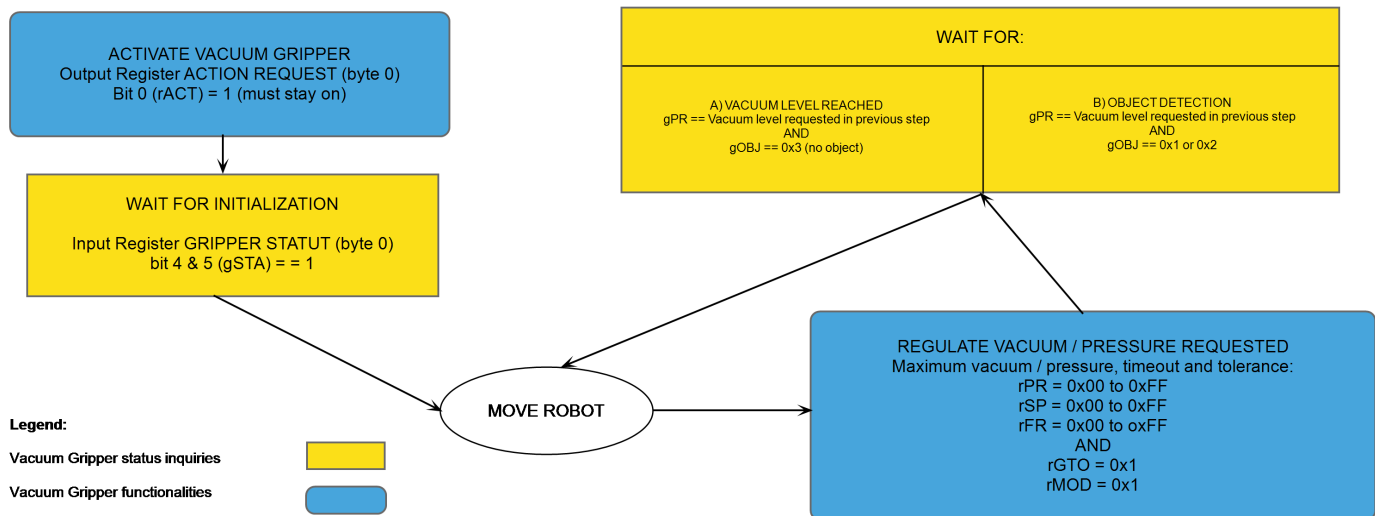 ACTIVATE VACUUM GRIPPER
Output Register ACTION REQUEST (byte 0)
Bit 0 (rACT) = 1 (must stay on)
WAIT FOR INITIALIZATION
Input Register GRIPPER STATUT (byte 0)
bit 4 & 5 (gSTA) = = 1
WAIT FOR:
A) VACUUM LEVEL REACHED
gPR == Vacuum level requested in previous step
AND
gOBJ == 0x3 (no object)
B) OBJECT DETECTION
gPR == Vacuum level requested in previous step
AND
gOBJ == 0x1 or 0x2
MOVE ROBOT
REGULATE VACUUM / PRESSURE REQUESTED
Maximum vacuum / pressure, timeout and tolerance:
rPR = 0x00 to 0xFF
rSP = 0x00 to 0xFF
rFR = 0x00 to oxFF
AND
rGTO = 0x1
rMOD = 0x1
Legend:
Vacuum Gripper status inquiries
Vacuum Gripper functionalities